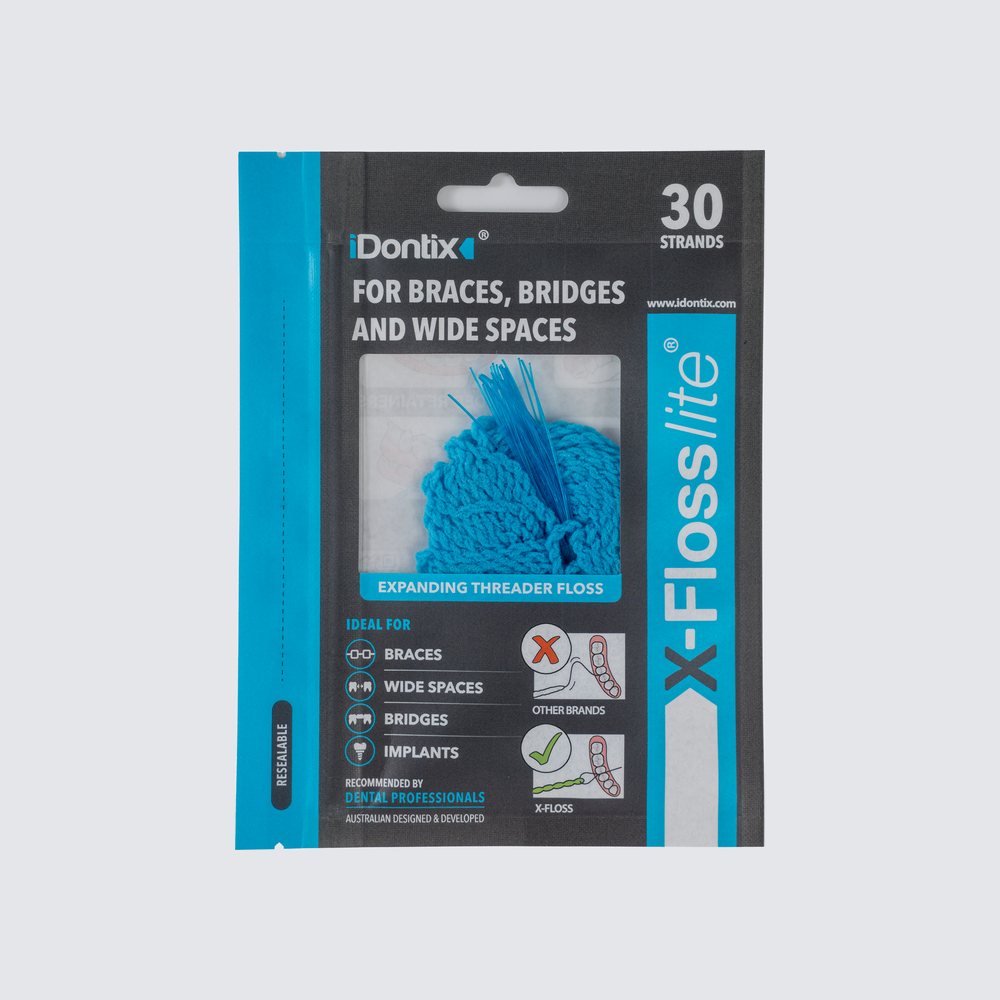 iDontix®
30
STRANDS
FOR BRACES, BRIDGES
AND WIDE SPACES
www.idontix.com
X-Flosslite®
EXPANDING THREADER FLOSS
IDEAL FOR
BRACES
WIDE SPACES
BRIDGES
IMPLANTS
OTHER BRANDS
X-FLOSS
RECOMMENDED BY
DENTAL PROFESSIONALS
AUSTRALIAN DESIGNED & DEVELOPED
RESEALABLE